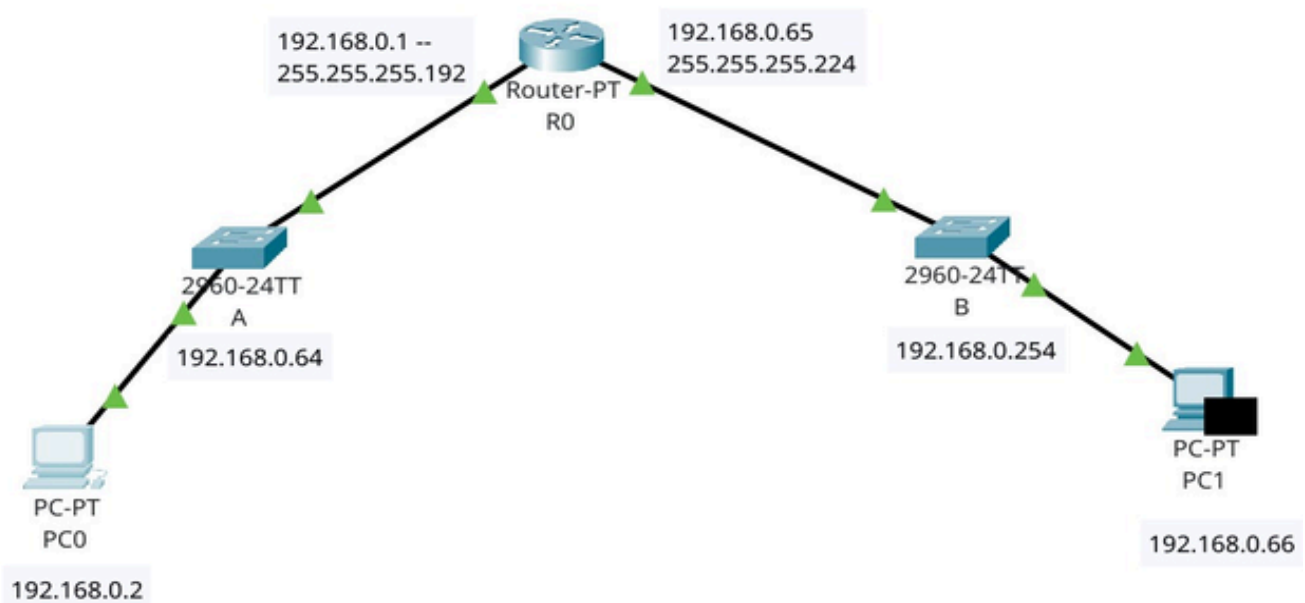 192.168.0.1 --
255.255.255.192
192.168.0.65
255.255.255.224
Router-PT
R0
2960-24TT
A
192.168.0.64
2960-24TT
B
192.168.0.254
PC-PT
PC0
192.168.0.2
PC-PT
PC1
192.168.0.66